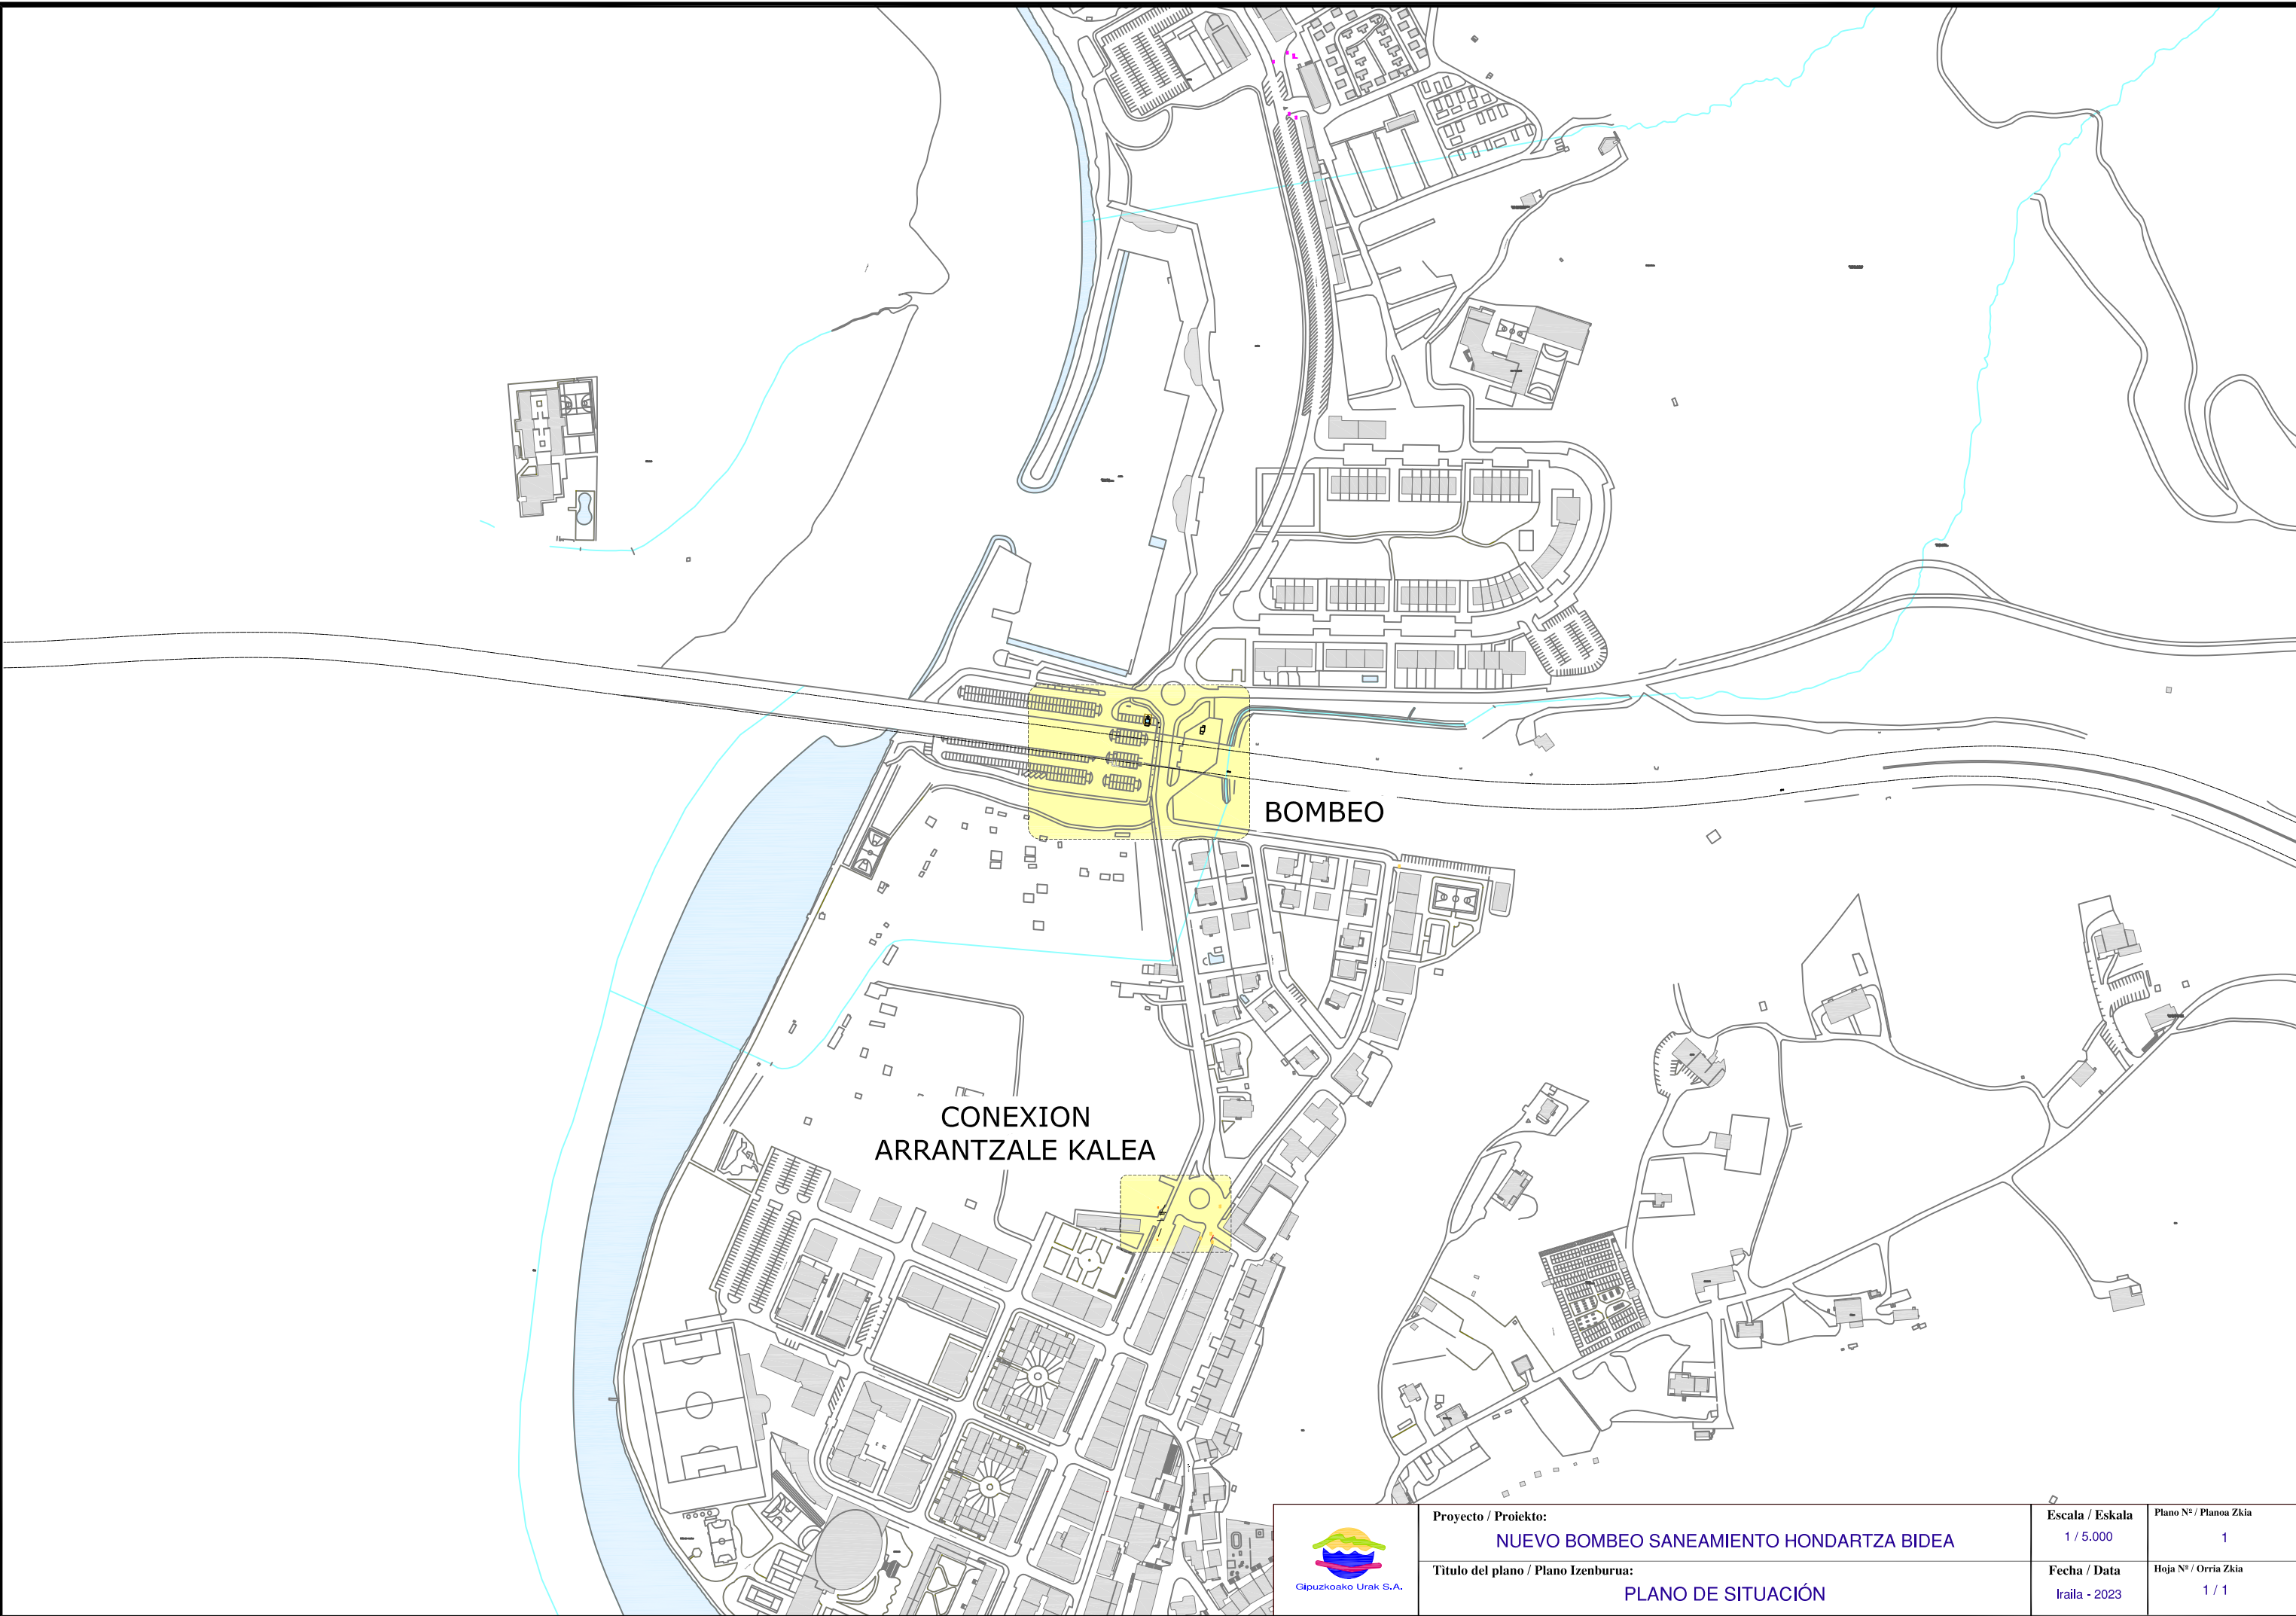 BOMBEO
CONEXION
ARRANTZALE KALEA
Gipuzkoako Urak S.A.
Proyecto / Proiekto:
NUEVO BOMBEO SANEAMIENTO HONDARTZA BIDEA
Título del plano / Plano Izenburua:
PLANO DE SITUACIÓN
Escala / Eskala
1 / 5.000
Fecha / Data
Iraila - 2023
Plano Nº / Planoa Zkia
1
Hoja Nº / Orria Zkia
1 / 1